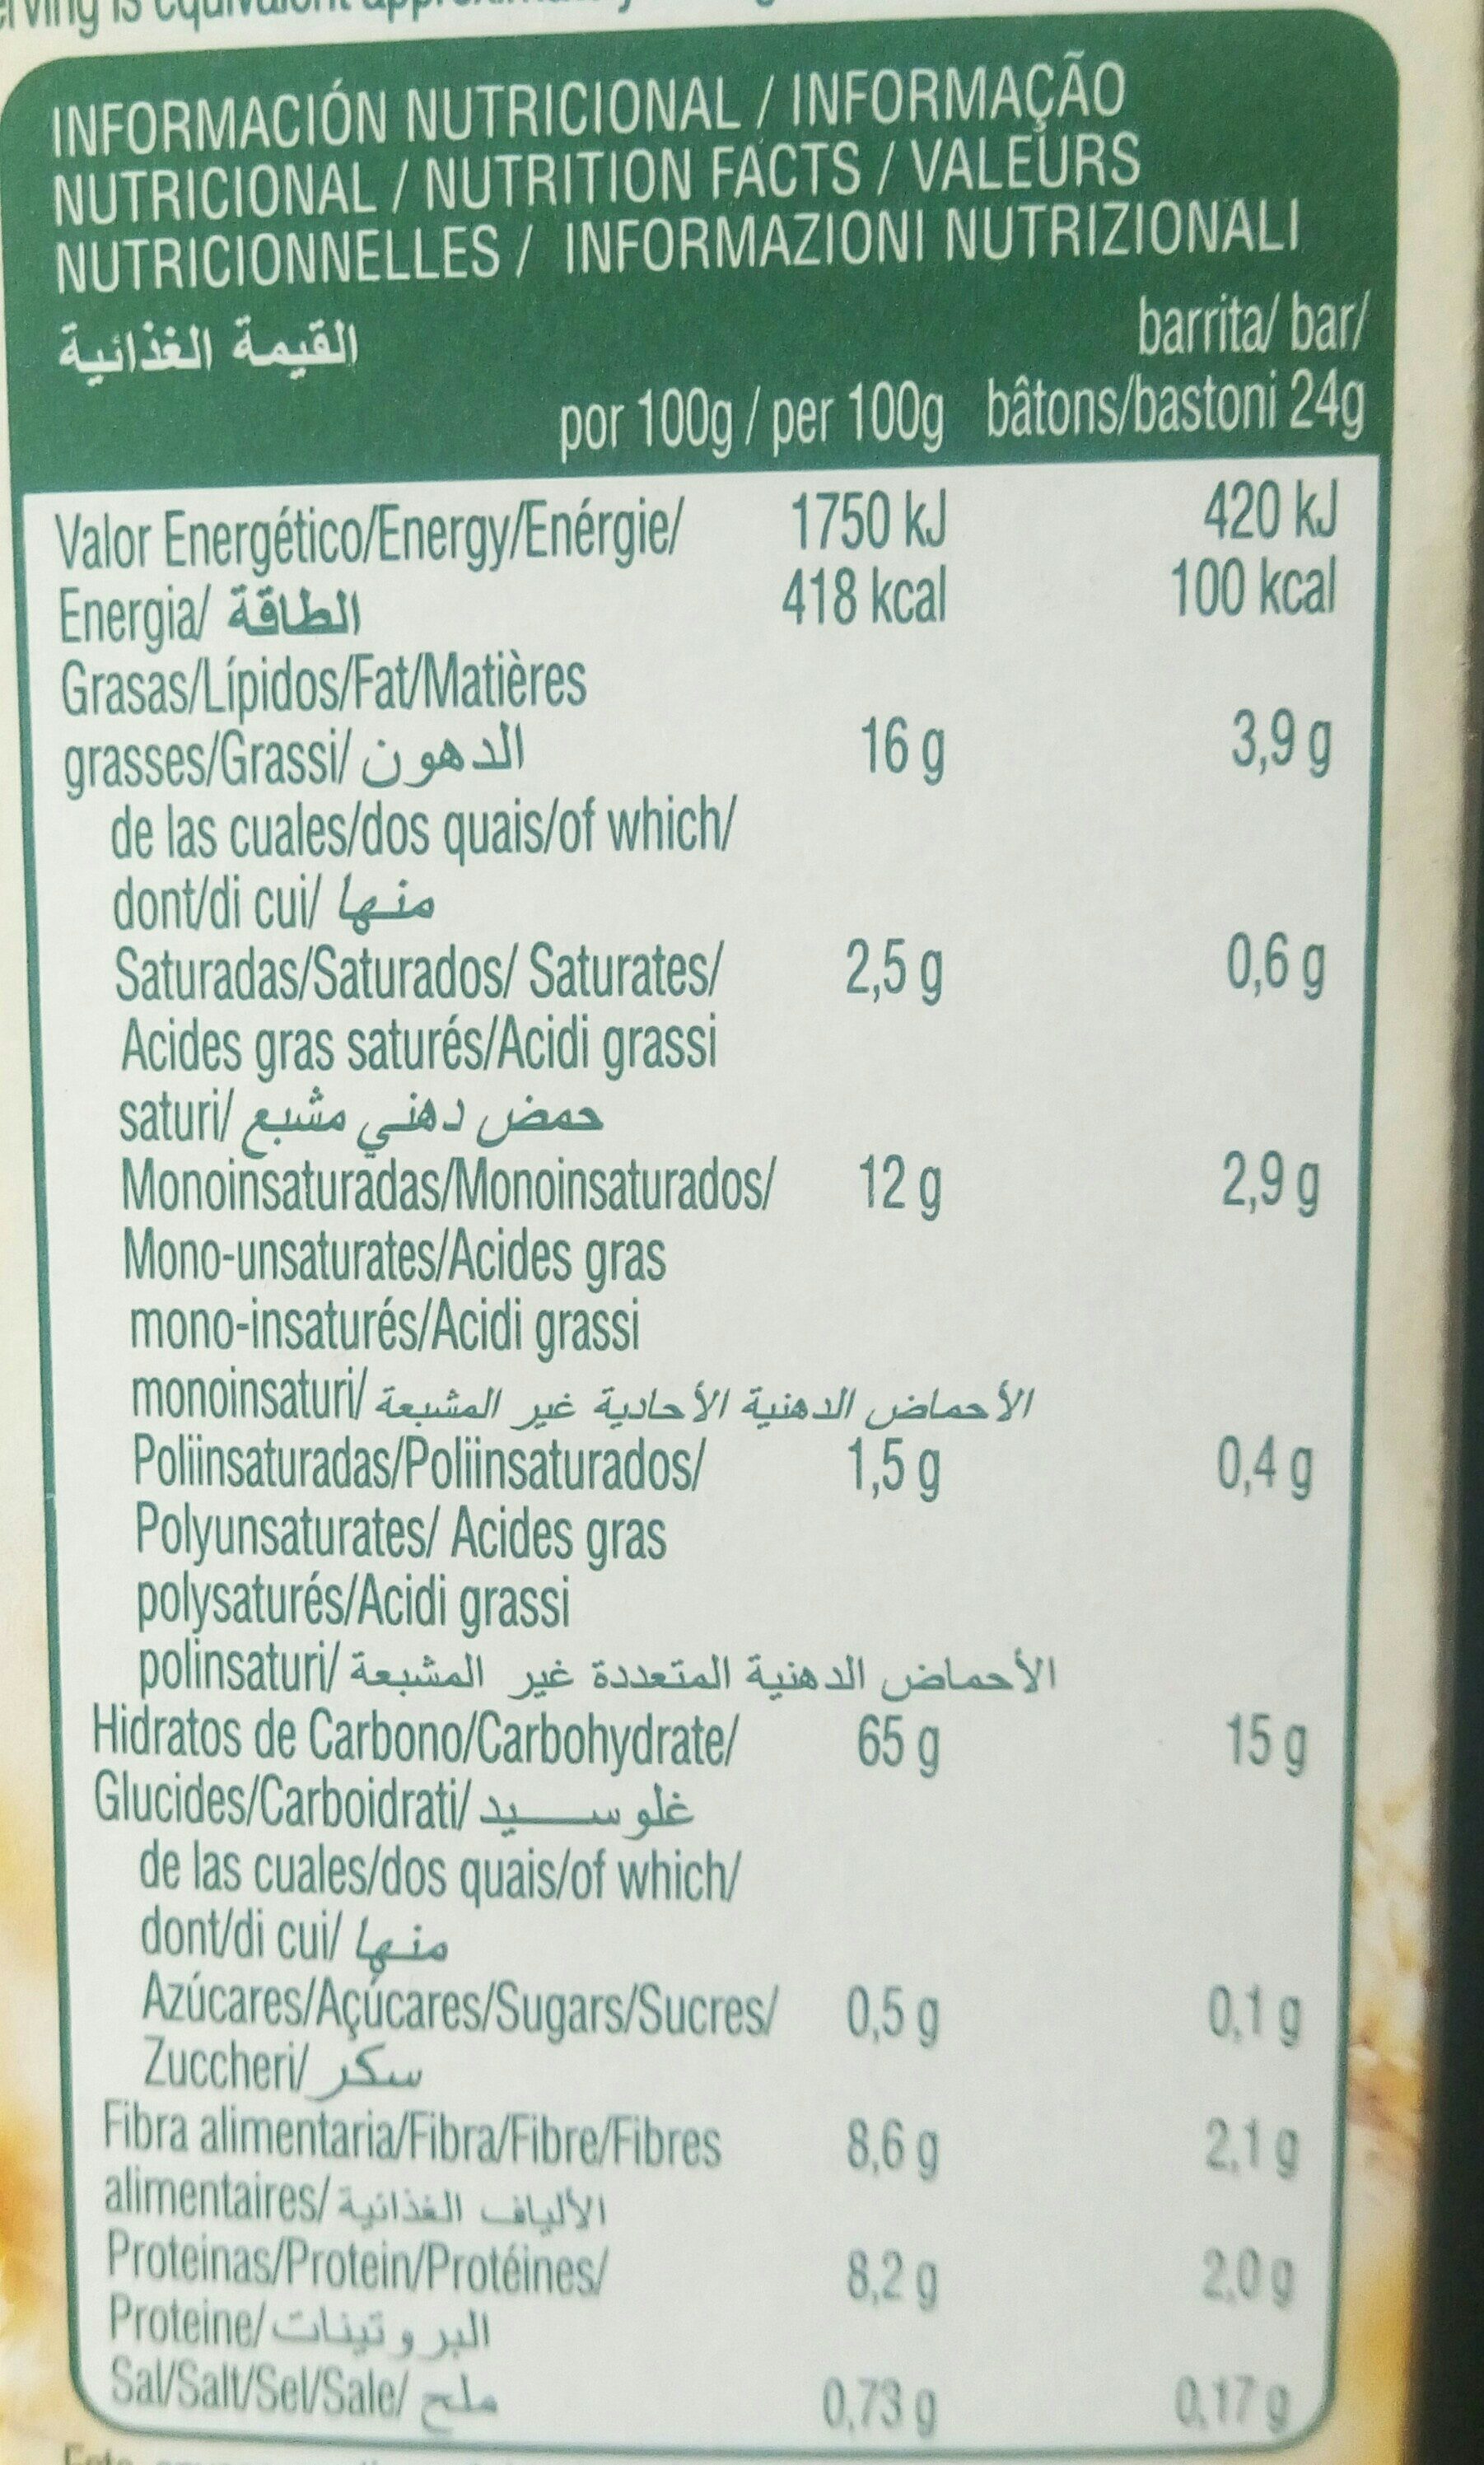 INFORMACIÓN NUTRICIONAL / INFORMAÇÃO
NUTRICIONAL / NUTRITION FACTS / VALEURS
NUTRICIONNELLES / INFORMAZIONI NUTRIZIONALI
القيمة الغذائية
barrita/ bar/
por 100g / per 100g bâtons/bastoni 24g
Valor Energético/Energy/Enérgie/ 1750 kJ 420 kJ
Energia/ الطاقة 418 kcal 100 kcal
Grasas/Lípidos/Fat/Matières
grasses/Grassi/ الدهون 16 g 3,9 g
de las cuales/dos quais/of which/
dont/di cui/ منها
Saturadas/Saturados/ Saturates/ 2,5 g 0,6 g
Acides gras saturés/Acidi grassi
saturi/ حمض دهني مشبع
Monoinsaturadas/Monoinsaturados/ 12 g 2,9 g
Mono-unsaturates/Acides gras
mono-insaturés/Acidi grassi
monoinsaturi/ الأحماض الدهنية الأحادية غير المشبعة
Poliinsaturadas/Poliinsaturados/ 1,5 g 0,4 g
Polyunsaturates/ Acides gras
polysaturés/Acidi grassi
polinsaturi/ الأحماض الدهنية المتعددة غير المشبعة
Hidratos de Carbono/Carbohydrate/ 65 g 15 g
Glucides/Carboidrati/ غلوسـيد
de las cuales/dos quais/of which/
dont/di cui/ منها
Azúcares/Açúcares/Sugars/Sucres/ 0,5 g 0,1 g
Zuccheri/ سكر
Fibra alimentaria/Fibra/Fibre/Fibres 8,6 g 2,1 g
alimentaires/ الألياف الغذائية
Proteinas/Protein/Protéines/ 8,2 g 2,0 g
Proteine/ البروتينات
Sal/Salt/Sel/Sale/ ملح 0,73 g 0,17 g